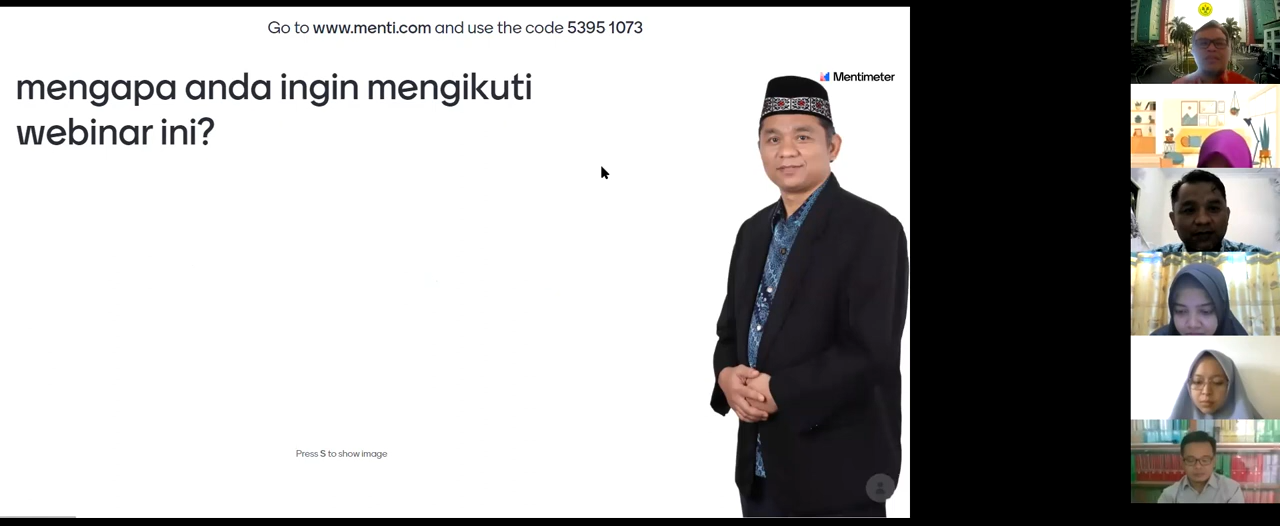 Go to www.menti.com and use the code 5395 1073
mengapa anda ingin mengikuti
webinar ini?
Mentimeter
Press S to show image